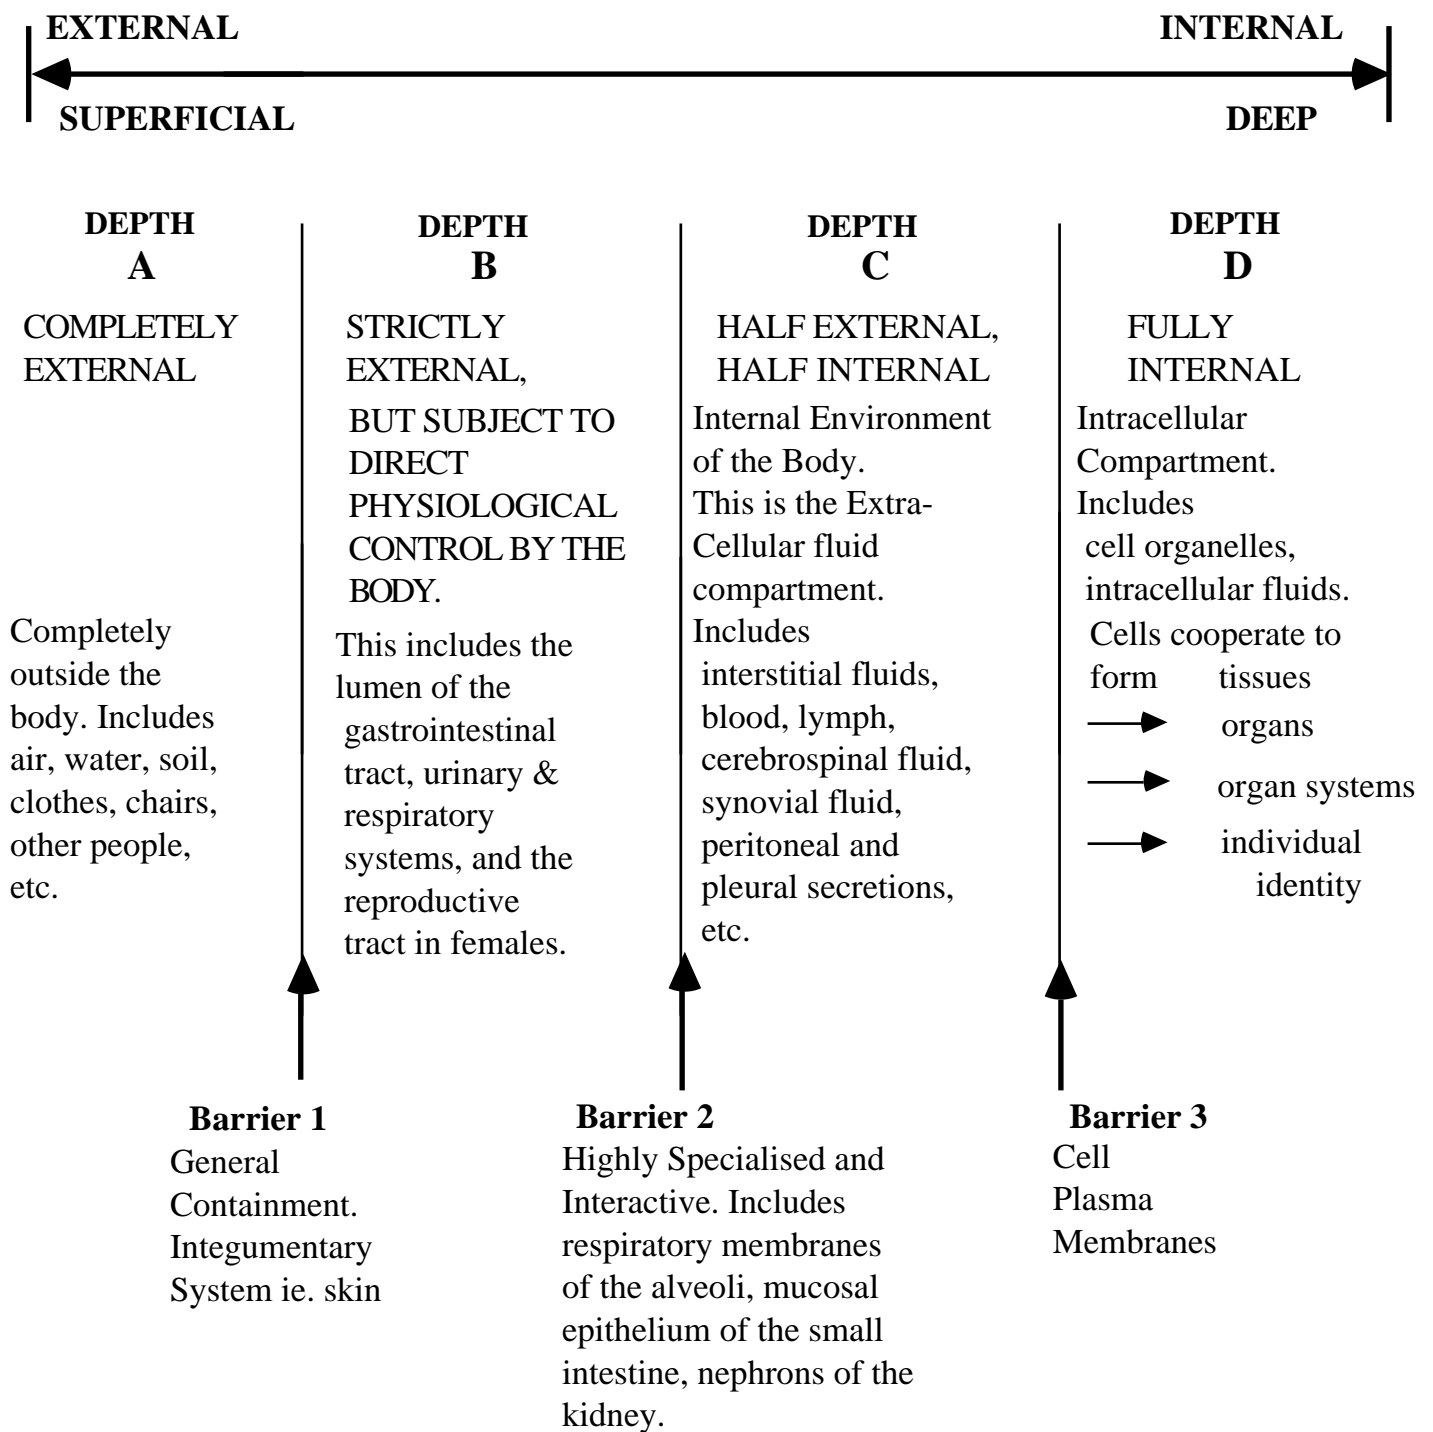 EXTERNAL
INTERNAL
SUPERFICIAL
DEEP
DEPTH
A
COMPLETELY
EXTERNAL
Completely
outside the
body. Includes
air, water, soil,
clothes, chairs,
other people,
etc.
DEPTH
B
STRICTLY
EXTERNAL,
BUT SUBJECT TO
DIRECT
PHYSIOLOGICAL
CONTROL BY THE
BODY.
This includes the
lumen of the
gastrointestinal
tract, urinary &
respiratory
systems, and the
reproductive
tract in females.
DEPTH
C
HALF EXTERNAL,
HALF INTERNAL
Internal Environment
of the Body.
This is the Extra-
Cellular fluid
compartment.
Includes
interstitial fluids,
blood, lymph,
cerebrospinal fluid,
synovial fluid,
peritoneal and
pleural secretions,
etc.
DEPTH
D
FULLY
INTERNAL
Intracellular
Compartment.
Includes
cell organelles,
intracellular fluids.
Cells cooperate to
form tissues
organs
organ systems
individual
identity
Barrier 1
General
Containment.
Integumentary
System ie. skin
Barrier 2
Highly Specialised and
Interactive. Includes
respiratory membranes
of the alveoli, mucosal
epithelium of the small
intestine, nephrons of the
kidney.
Barrier 3
Cell
Plasma
Membranes